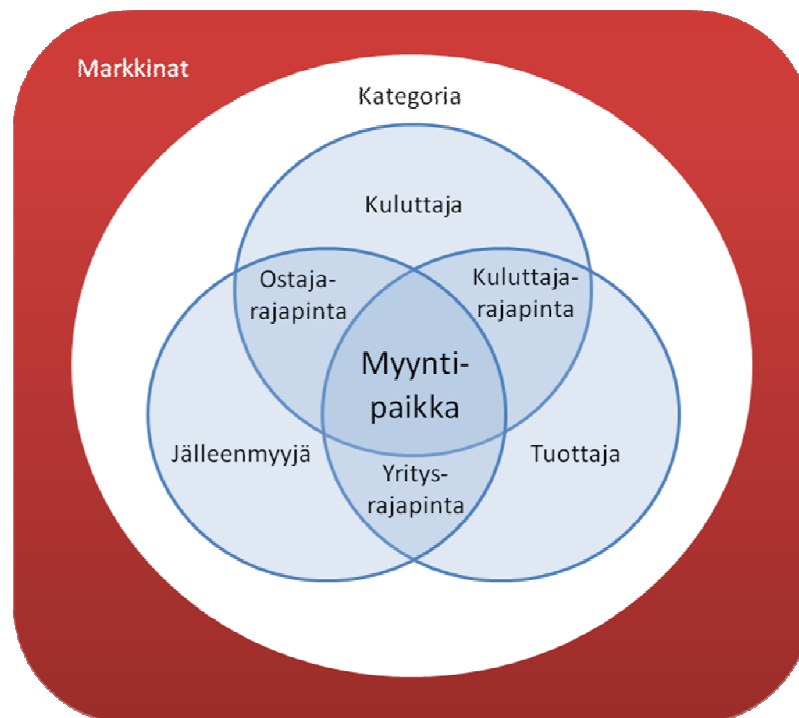 Markkinat
Kategoria
Kuluttaja
Ostaja-
rajapinta
Kuluttaja-
rajapinta
Myynti-
paikka
Jälleenmyyjä
Tuottaja
Yritys-
rajapinta